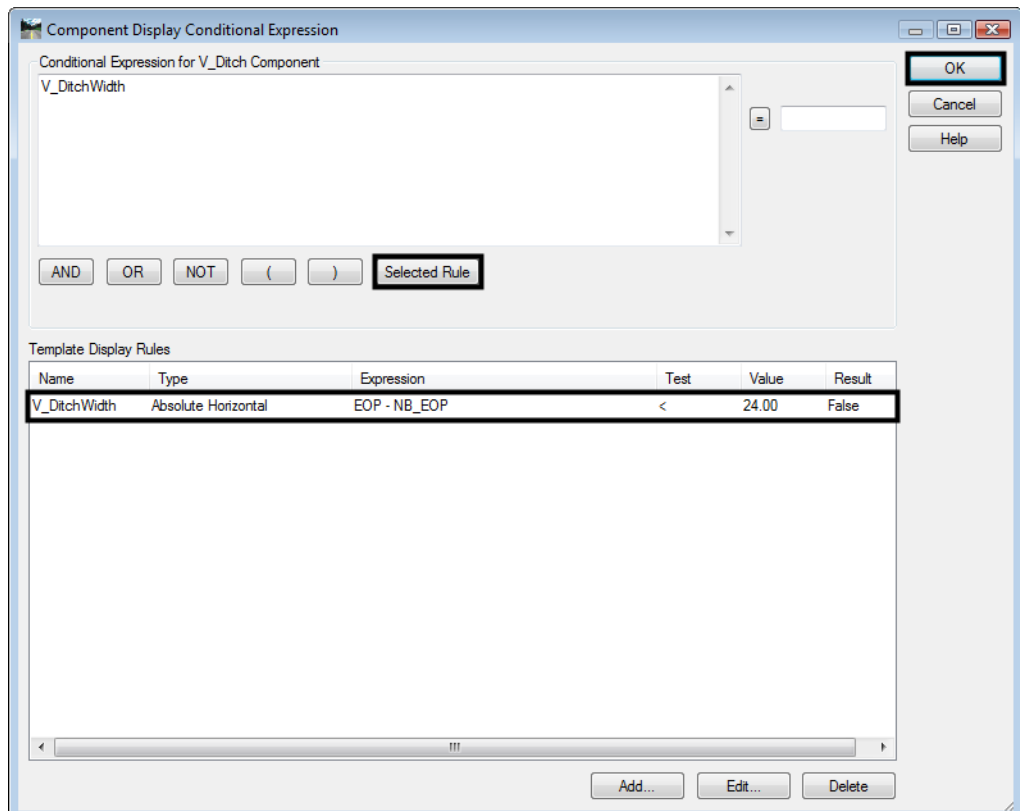 Component Display Conditional Expression
Conditional Expression for V_Ditch Component
V_DitchWidth
=
OK
Cancel
Help
AND OR NOT ( ) Selected Rule
Template Display Rules
Name Type Expression Test Value Result
V_DitchWidth Absolute Horizontal EOP - NB_EOP < 24.00 False
Add... Edit... Delete